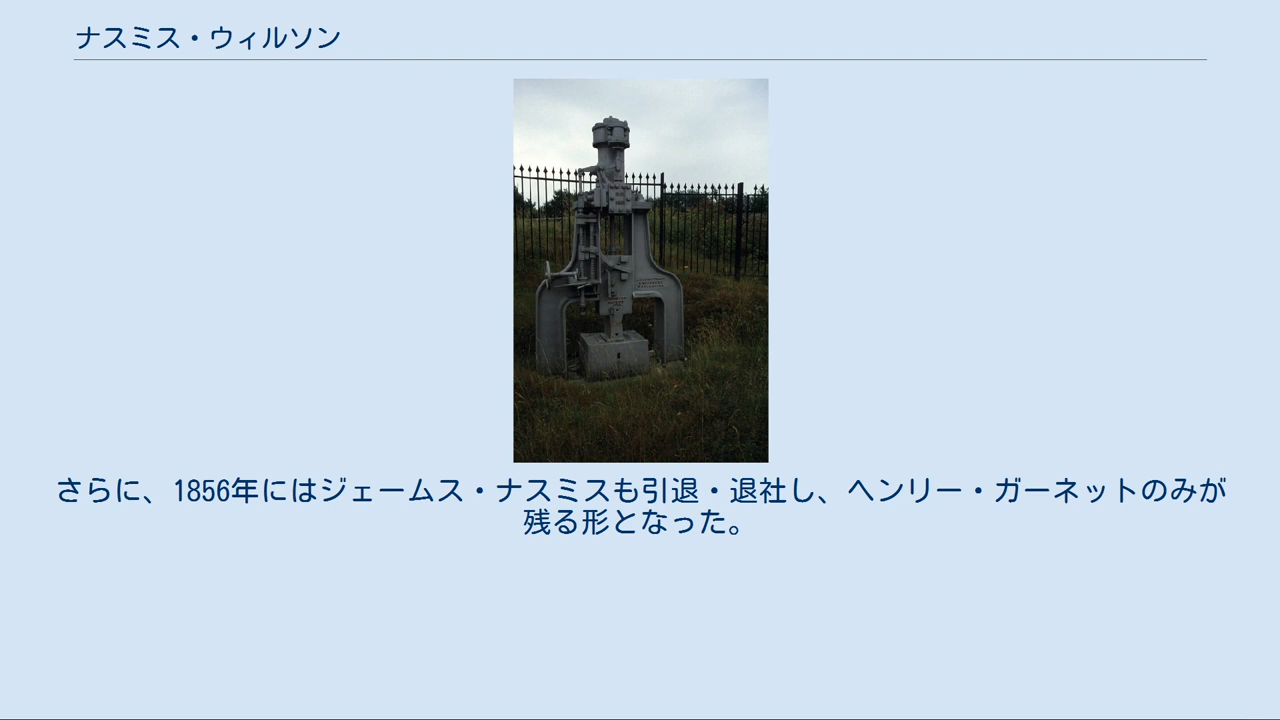 ナスミス・ウィルソン
さらに、1856年にはジェームス・ナスミスも引退・退社し、ヘンリー・ガーネットのみが
残る形となった。